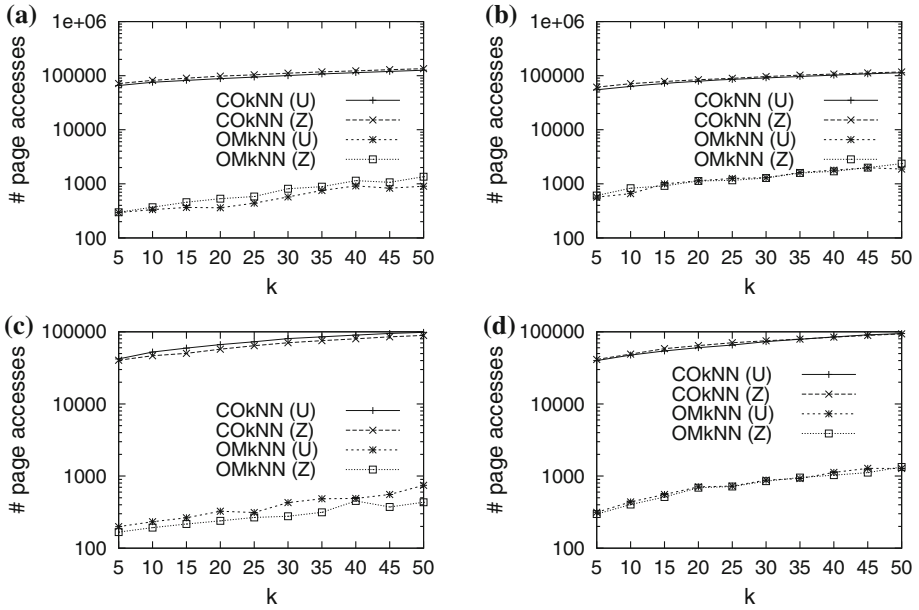 (a)
# page accesses
1e+06
100000
10000
1000
100
COkNN (U)
COkNN (Z)
OMkNN (U)
OMkNN (Z)
5 10 15 20 25 30 35 40 45 50
k
(b)
# page accesses
1e+06
100000
10000
1000
100
COkNN (U)
COkNN (Z)
OMkNN (U)
OMkNN (Z)
5 10 15 20 25 30 35 40 45 50
k
(c)
# page accesses
100000
10000
1000
100
COkNN (U)
COkNN (Z)
OMkNN (U)
OMkNN (Z)
5 10 15 20 25 30 35 40 45 50
k
(d)
# page accesses
100000
10000
1000
100
COkNN (U)
COkNN (Z)
OMkNN (U)
OMkNN (Z)
5 10 15 20 25 30 35 40 45 50
k